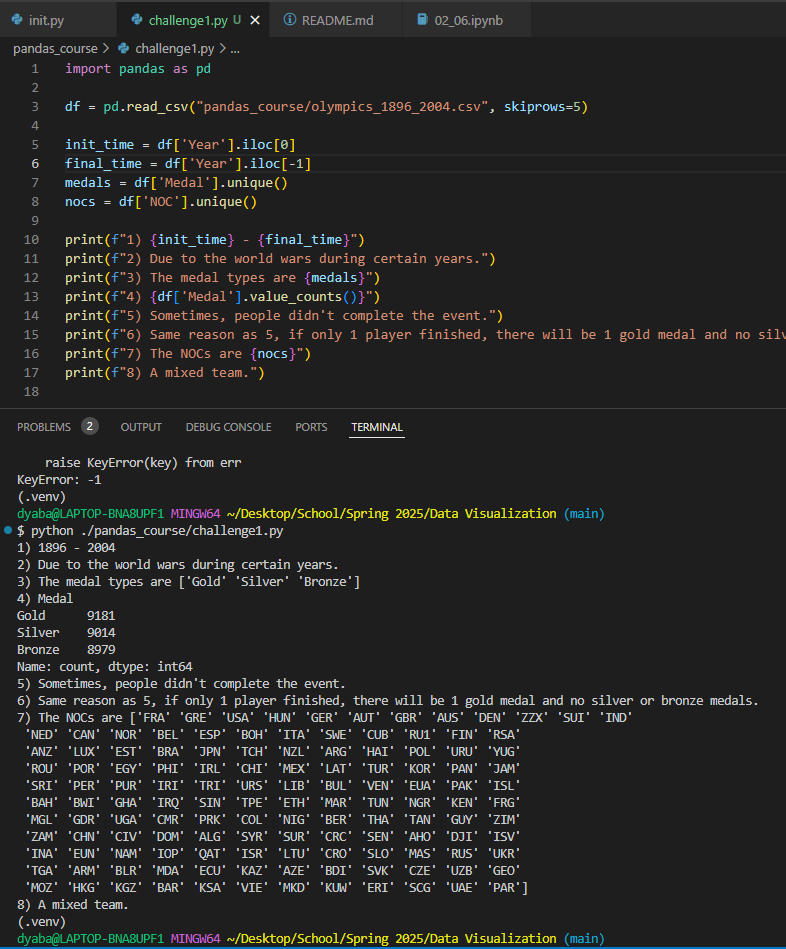 init.py challenge1.py U README.md 02_06.ipynb
pandas_course > challenge1.py > ...
1 import pandas as pd
2
3 df = pd.read_csv("pandas_course/olympics_1896_2004.csv", skiprows=5)
4
5 init_time = df['Year'].iloc[0]
6 final_time = df['Year'].iloc[-1]
7 medals = df['Medal'].unique()
8 nocs = df['NOC'].unique()
9
10 print(f"1) {init_time} - {final_time}")
11 print(f"2) Due to the world wars during certain years.")
12 print(f"3) The medal types are {medals}")
13 print(f"4) {df['Medal'].value_counts()}")
14 print(f"5) Sometimes, people didn't complete the event.")
15 print(f"6) Same reason as 5, if only 1 player finished, there will be 1 gold medal and no silv
16 print(f"7) The NOCs are {nocs}")
17 print(f"8) A mixed team.")
18
PROBLEMS 2 OUTPUT DEBUG CONSOLE PORTS TERMINAL
raise KeyError(key) from err
KeyError: -1
(.venv)
dyaba@LAPTOP-BNA8UPF1 MINGW64 ~/Desktop/School/Spring 2025/Data Visualization (main)
$ python ./pandas_course/challenge1.py
1) 1896 - 2004
2) Due to the world wars during certain years.
3) The medal types are ['Gold' 'Silver' 'Bronze']
4) Medal
Gold 9181
Silver 9014
Bronze 8979
Name: count, dtype: int64
5) Sometimes, people didn't complete the event.
6) Same reason as 5, if only 1 player finished, there will be 1 gold medal and no silver or bronze medals.
7) The NOCs are ['FRA' 'GRE' 'USA' 'HUN' 'GER' 'AUT' 'GBR' 'AUS' 'DEN' 'ZZX' 'SUI' 'IND'
'NED' 'CAN' 'NOR' 'BEL' 'ESP' 'BOH' 'ITA' 'SWE' 'CUB' 'RU1' 'FIN' 'RSA'
'ANZ' 'LUX' 'EST' 'BRA' 'JPN' 'TCH' 'NZL' 'ARG' 'HAI' 'POL' 'URU' 'YUG'
'ROU' 'POR' 'EGY' 'PHI' 'IRL' 'CHI' 'MEX' 'LAT' 'TUR' 'KOR' 'PAN' 'JAM'
'SRI' 'PER' 'PUR' 'IRI' 'TRI' 'URS' 'LIB' 'BUL' 'VEN' 'EUA' 'PAK' 'ISL'
'BAH' 'BWI' 'GHA' 'IRQ' 'SIN' 'TPE' 'ETH' 'MAR' 'TUN' 'NGR' 'KEN' 'FRG'
'MGL' 'GDR' 'UGA' 'CMR' 'PRK' 'COL' 'NIG' 'BER' 'THA' 'TAN' 'GUY' 'ZIM'
'ZAM' 'CHN' 'CIV' 'DOM' 'ALG' 'SYR' 'SUR' 'CRC' 'SEN' 'AHO' 'DJI' 'ISV'
'INA' 'EUN' 'NAM' 'IOP' 'QAT' 'ISR' 'LTU' 'CRO' 'SLO' 'MAS' 'RUS' 'UKR'
'TGA' 'ARM' 'BLR' 'MDA' 'ECU' 'KAZ' 'AZE' 'BDI' 'SVK' 'CZE' 'UZB' 'GEO'
'MOZ' 'HKG' 'KGZ' 'BAR' 'KSA' 'VIE' 'MKD' 'KUW' 'ERI' 'SCG' 'UAE' 'PAR']
8) A mixed team.
(.venv)
dyaba@LAPTOP-BNA8UPF1 MINGW64 ~/Desktop/School/Spring 2025/Data Visualization (main)